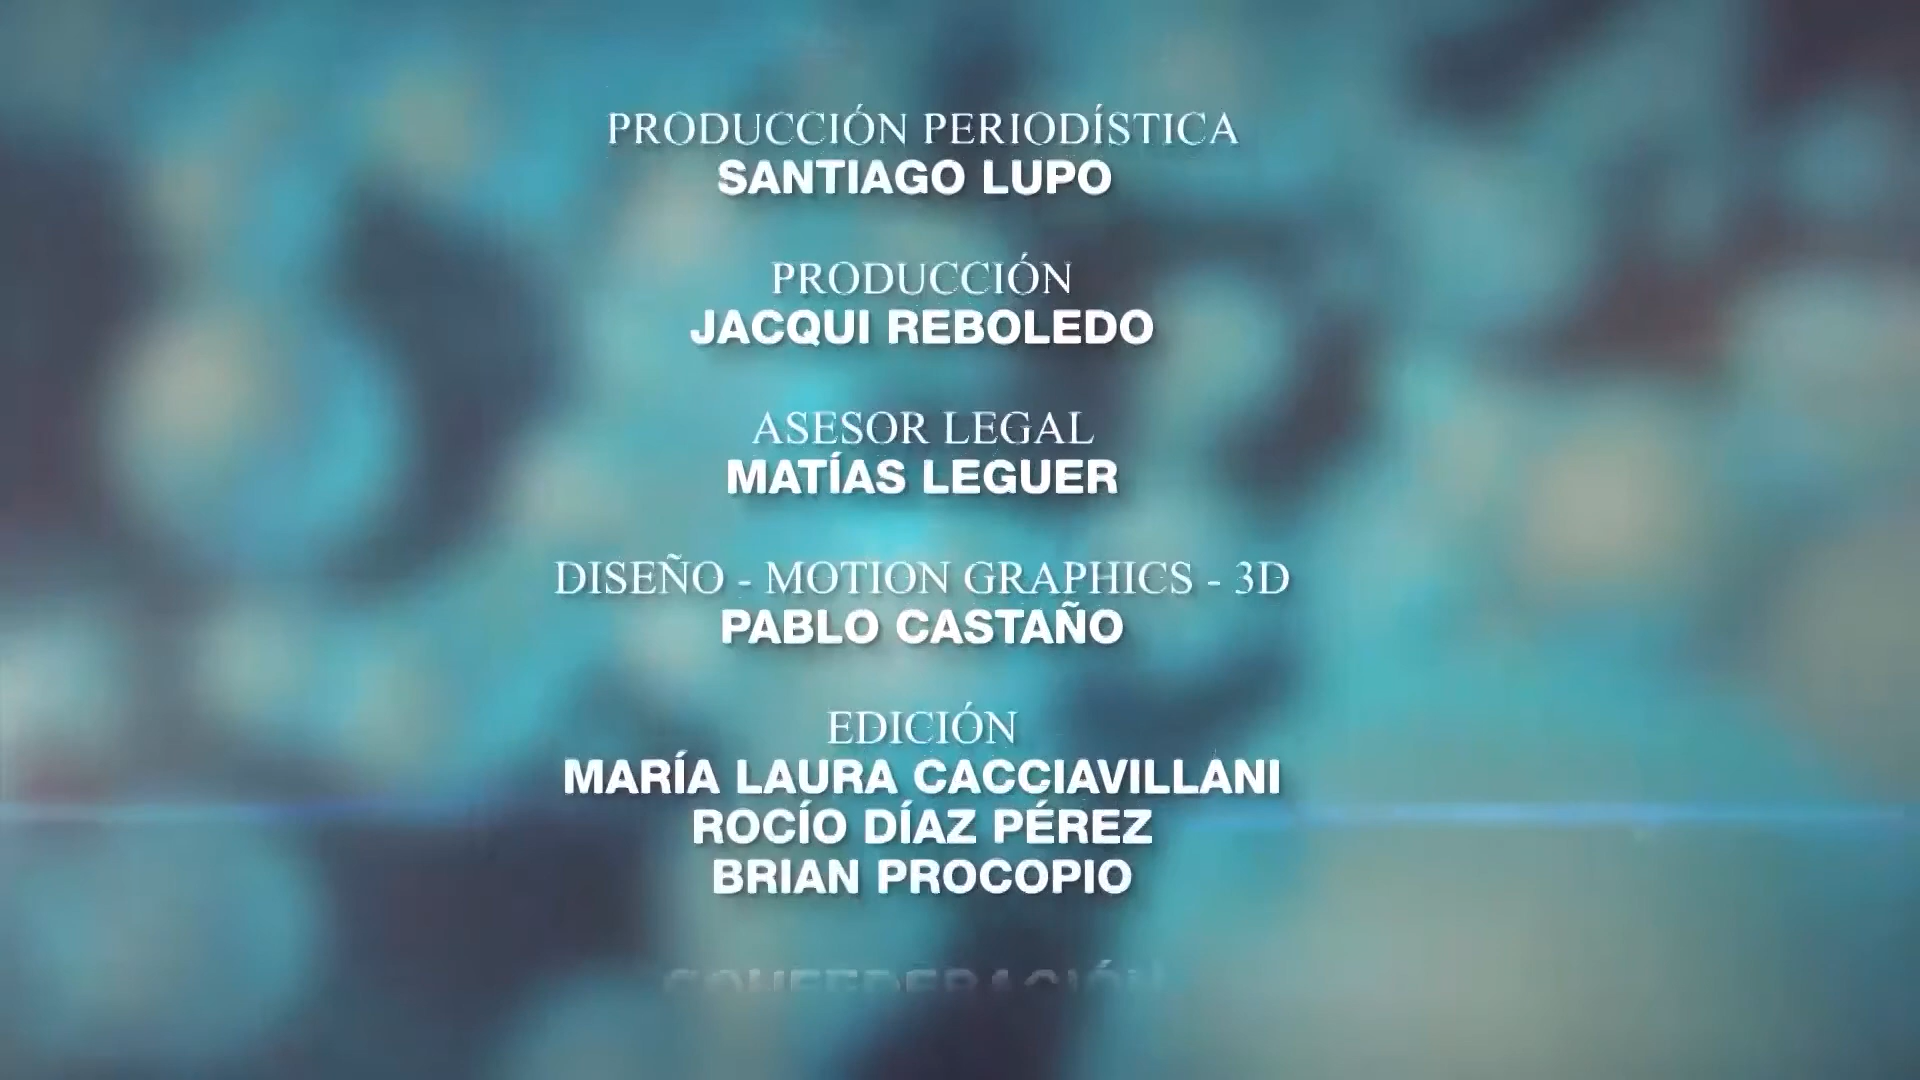 PRODUCCIÓN PERIODÍSTICA
SANTIAGO LUPO
PRODUCCIÓN
JACQUI REBOLEDO
ASESOR LEGAL
MATÍAS LEGUER
DISEÑO - MOTION GRAPHICS - 3D
PABLO CASTAÑO
EDICIÓN
MARÍA LAURA CACCIAVILLANI
ROCÍO DÍAZ PÉREZ
BRIAN PROCOPIO